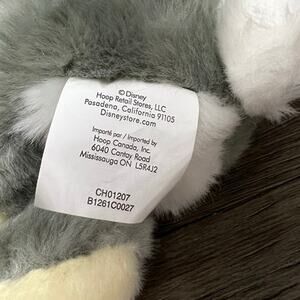 © Disney
Hoop Retail Stores, LLC
Pasadena, California 91105
Disneystore.com
Importé par / Imported by
Hoop Canada, Inc.
6040 Cantay Road
Mississauga ON L5R4J2
CH01207
B1261C0027